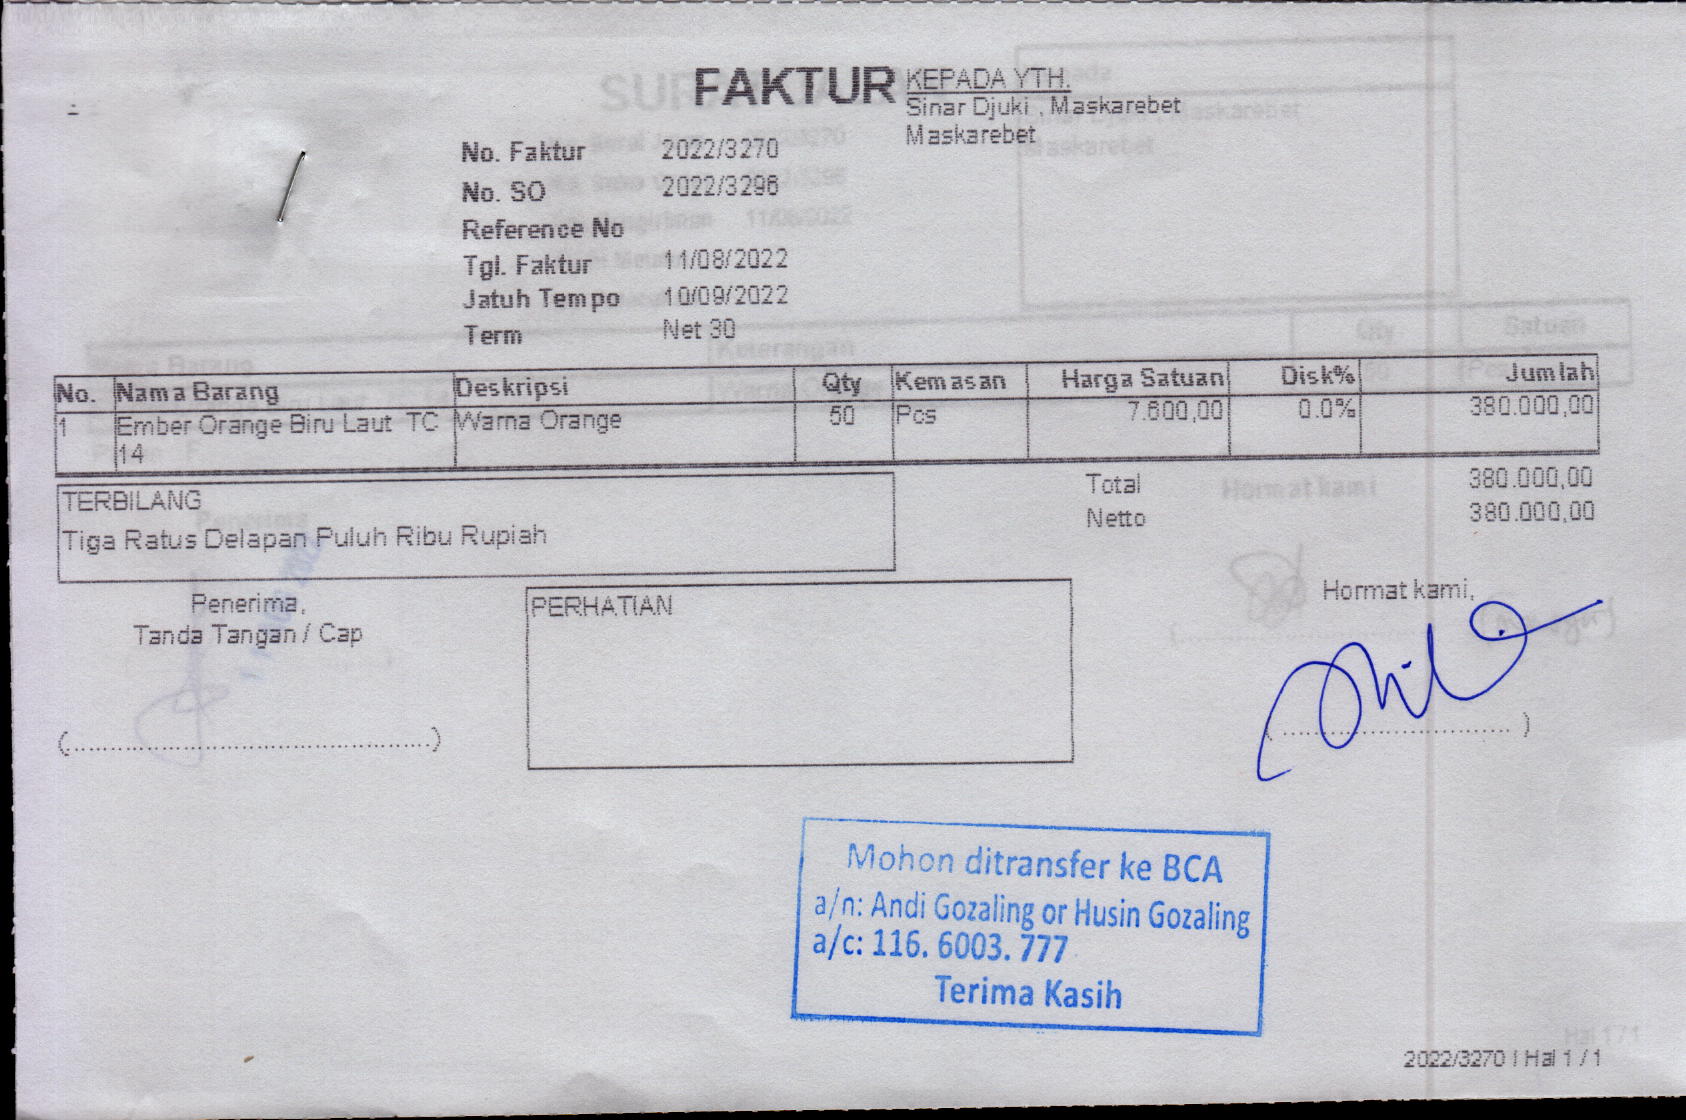 FAKTUR
KEPADA YTH.
Sinar Djuki , Maskarebet
Maskarebet
No. Faktur 2022/3270
No. SO 2022/3296
Reference No
Tgl. Faktur 11/08/2022
Jatuh Tempo 10/09/2022
Term Net 30
No. Nama Barang Deskripsi Qty Kemasan Harga Satuan Disk% Jumlah
1 Ember Orange Biru Laut TC Warna Orange 50 Pcs 7.600,00 0.0% 380.000,00
14
Total 380.000,00
Netto 380.000,00
TERBILANG
Tiga Ratus Delapan Puluh Ribu Rupiah
Penerima,
Tanda Tangan / Cap
(................................................)
PERHATIAN
Hormat kami,
( ............................... )
Mohon ditransfer ke BCA
a/n: Andi Gozaling or Husin Gozaling
a/c: 116. 6003. 777
Terima Kasih
2022/3270 | Hal 1 / 1